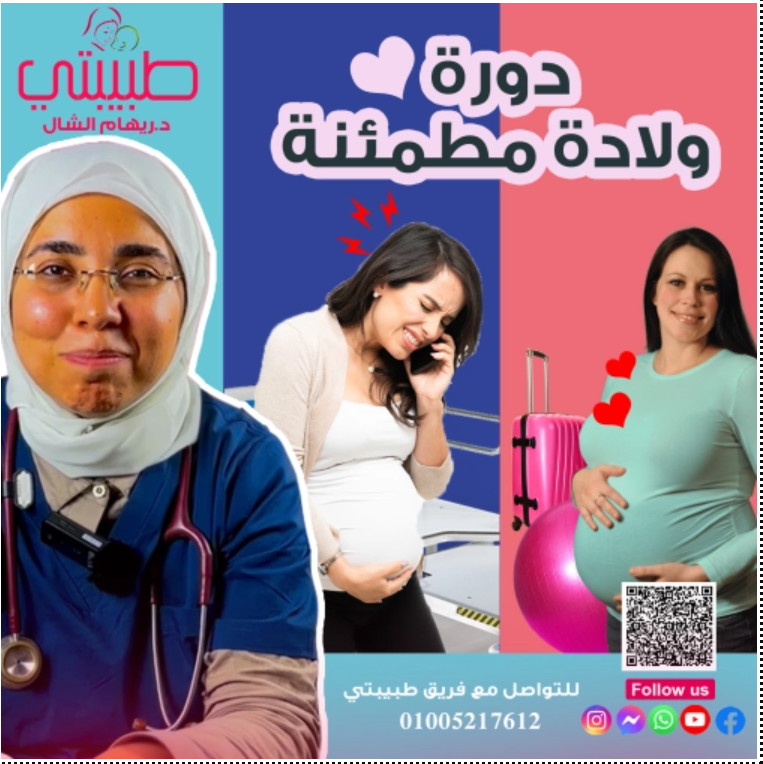 طبيبتي
د.ريهام الشال
دورة
ولادة مطمئنة
للتواصل مع فريق طبيبتي
01005217612
Follow us